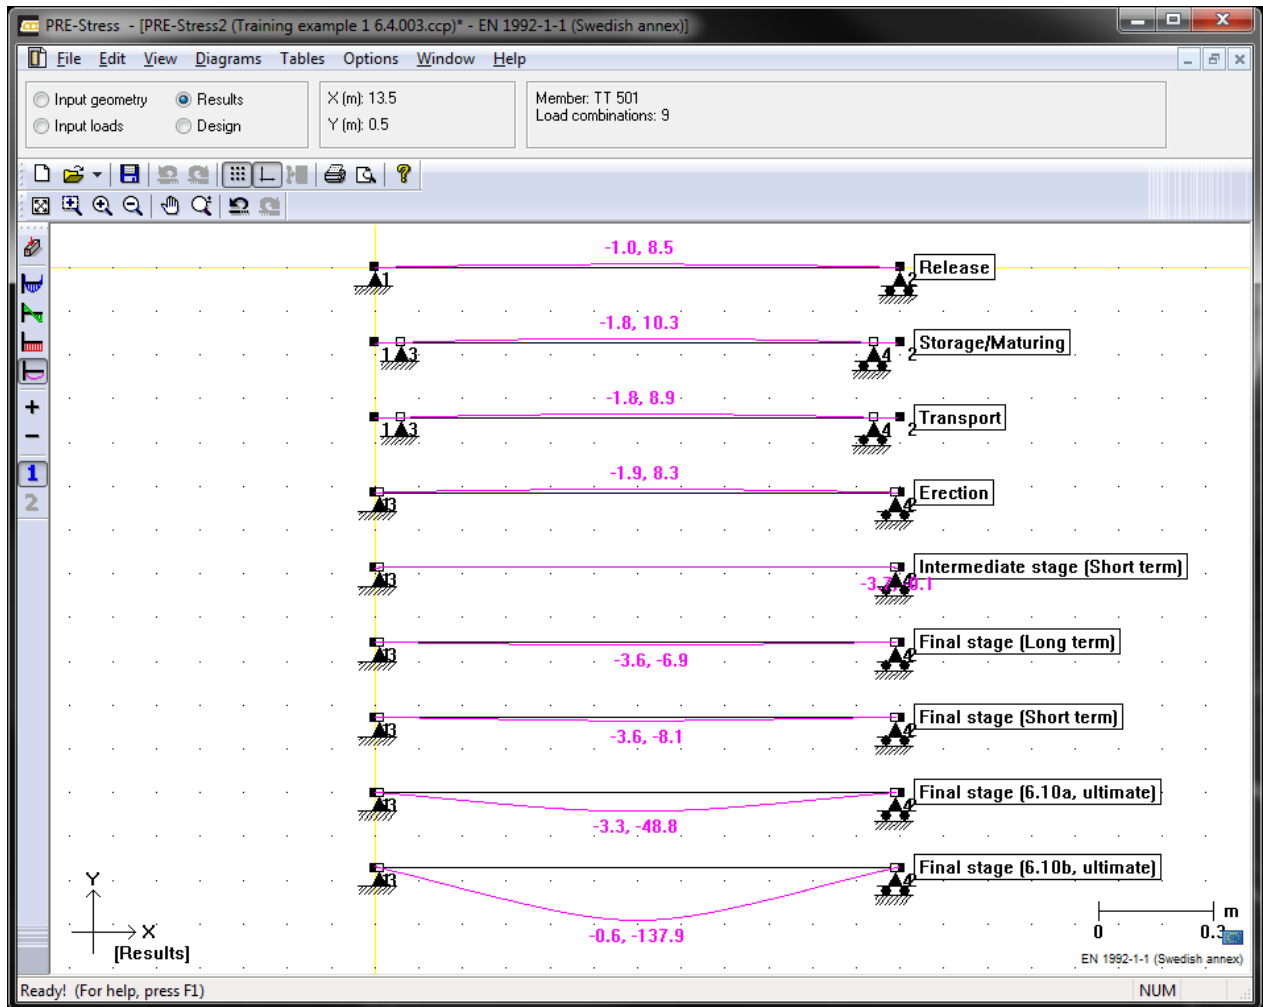 PRE-Stress - [PRE-Stress2 (Training example 1 6.4.003.ccp)* - EN 1992-1-1 (Swedish annex)]
File Edit View Diagrams Tables Options Window Help
Input geometry Results
Input loads Design
X (m): 13.5
Y (m): 0.5
Member: TT 501
Load combinations: 9
-1.0, 8.5
1 2 Release
-1.8, 10.3
1 3 4 2 Storage/Maturing
-1.8, 8.9
1 3 4 2 Transport
-1.9, 8.3
Erection
Intermediate stage (Short term)
Final stage (Long term)
-3.6, -6.9
Final stage (Short term)
-3.6, -8.1
Final stage (6.10a, ultimate)
-3.3, -48.8
Final stage (6.10b, ultimate)
-0.6, -137.9
Y
X
[Results]
m
0 0.3
EN 1992-1-1 (Swedish annex)
1
2
Ready! (For help, press F1) NUM